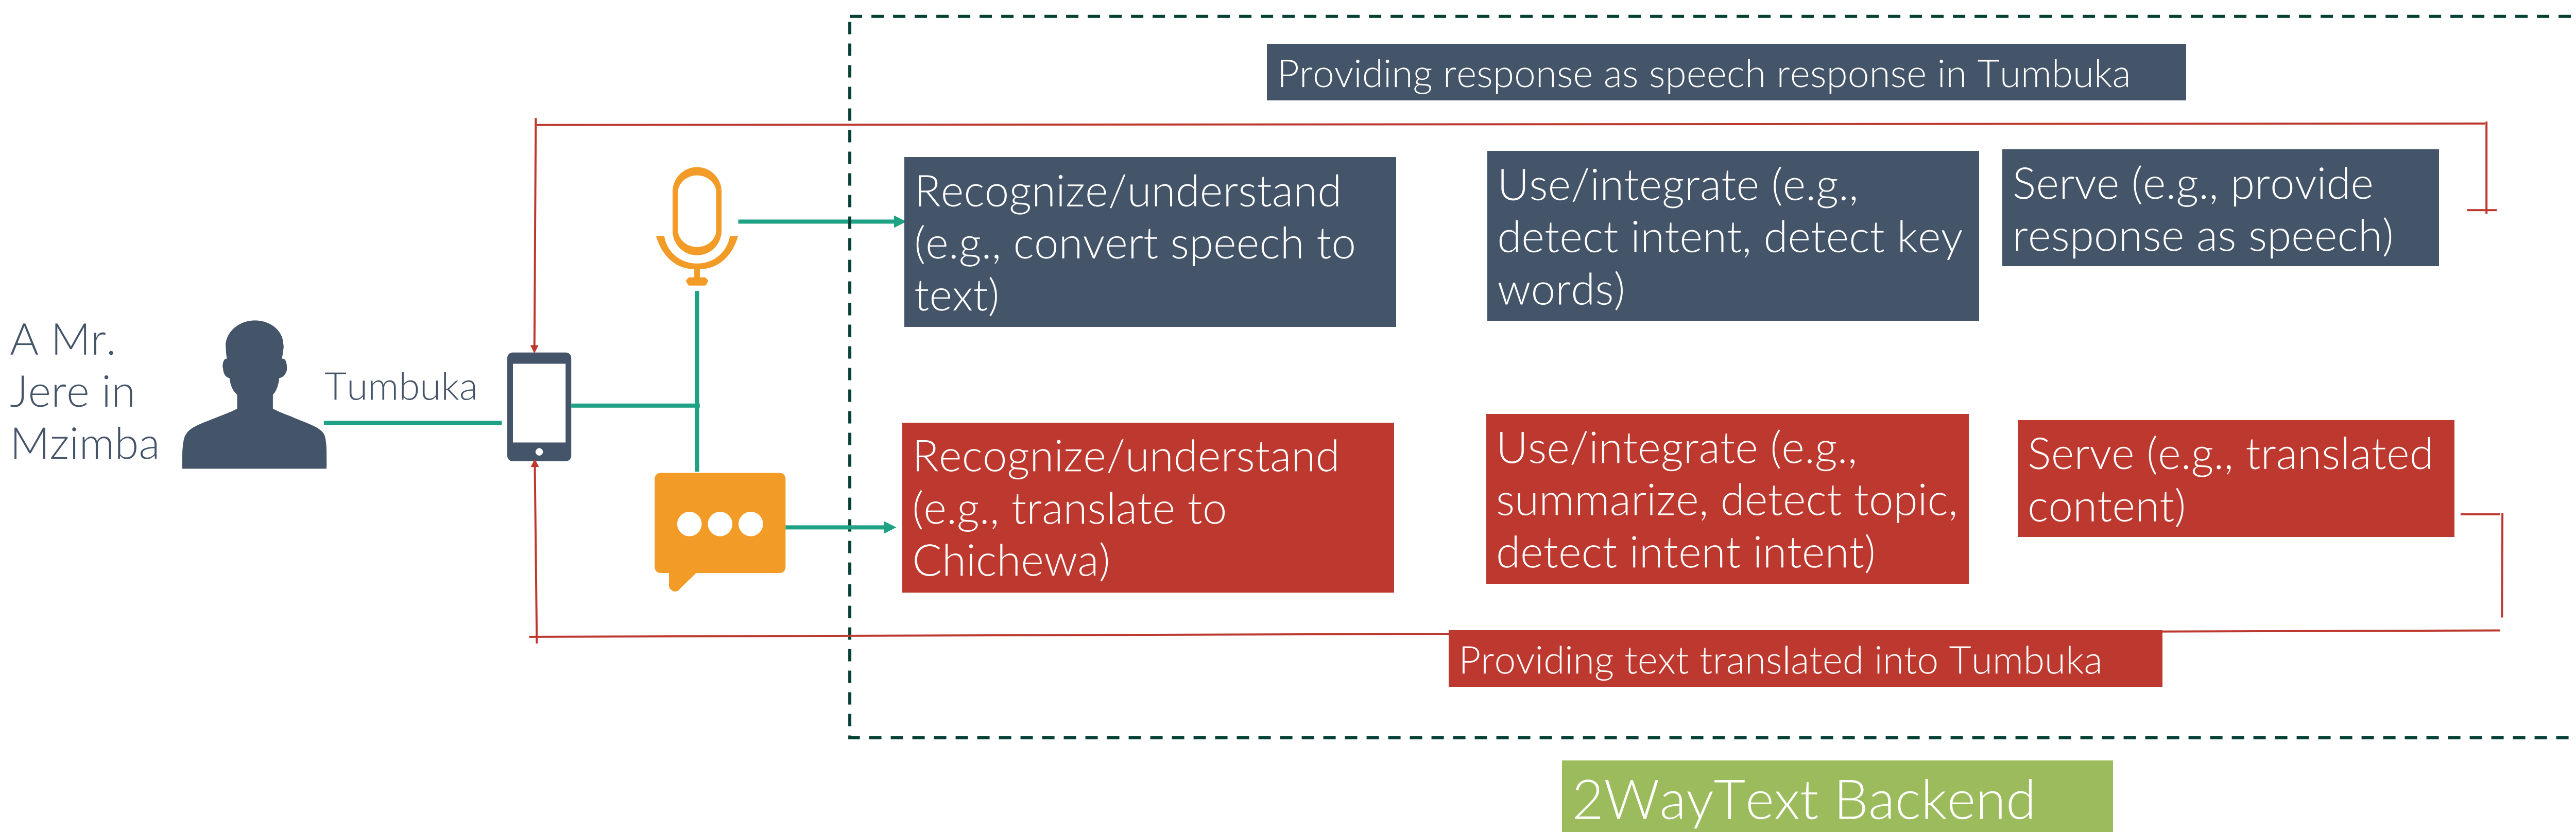 Providing response as speech response in Tumbuka
Recognize/understand
(e.g., convert speech to
text)
Use/integrate (e.g.,
detect intent, detect key
words)
Serve (e.g., provide
response as speech)
A Mr.
Jere in
Mzimba
Tumbuka
Recognize/understand
(e.g., translate to
Chichewa)
Use/integrate (e.g.,
summarize, detect topic,
detect intent intent)
Serve (e.g., translated
content)
Providing text translated into Tumbuka
2WayText Backend